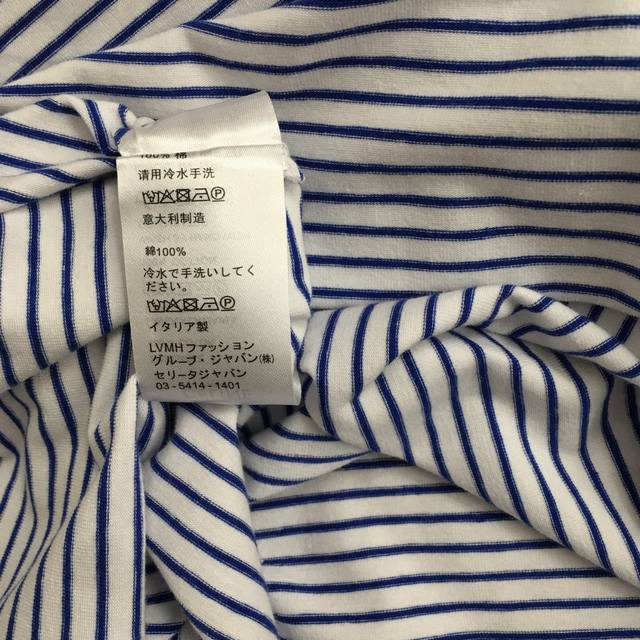 100% 棉
请用冷水手洗
意大利制造
綿100%
冷水で手洗いしてく
ださい。
イタリア製
LVMHファッション
グループ・ジャパン(株)
セリータジャパン
03-5414-1401